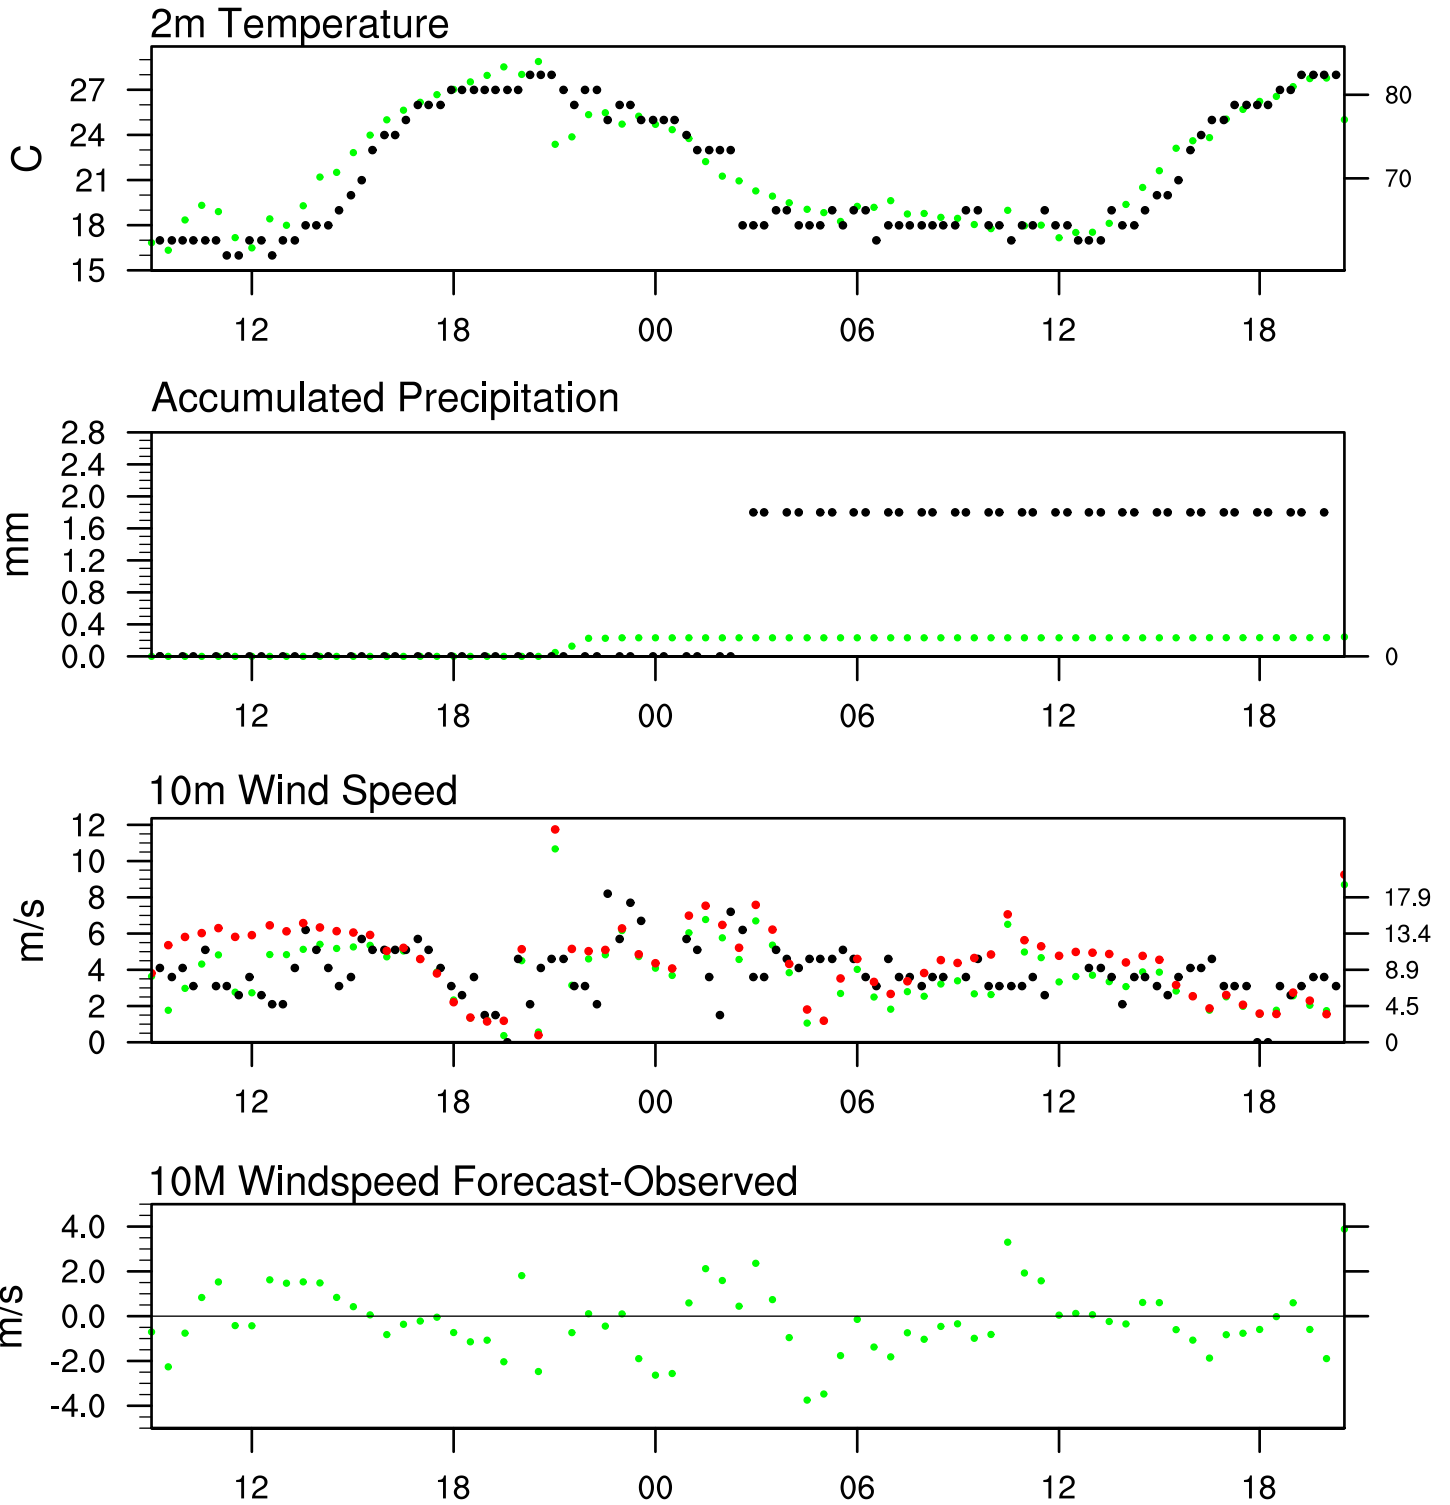 2m Temperature
27
24
21
18
15
C
80
70
12 18 00 06 12 18
Accumulated Precipitation
2.8
2.4
2.0
1.6
1.2
0.8
0.4
0.0
mm
0
12 18 00 06 12 18
10m Wind Speed
12
10
8
6
4
2
0
m/s
17.9
13.4
8.9
4.5
0
12 18 00 06 12 18
10M Windspeed Forecast-Observed
4.0
2.0
0.0
-2.0
-4.0
m/s
12 18 00 06 12 18